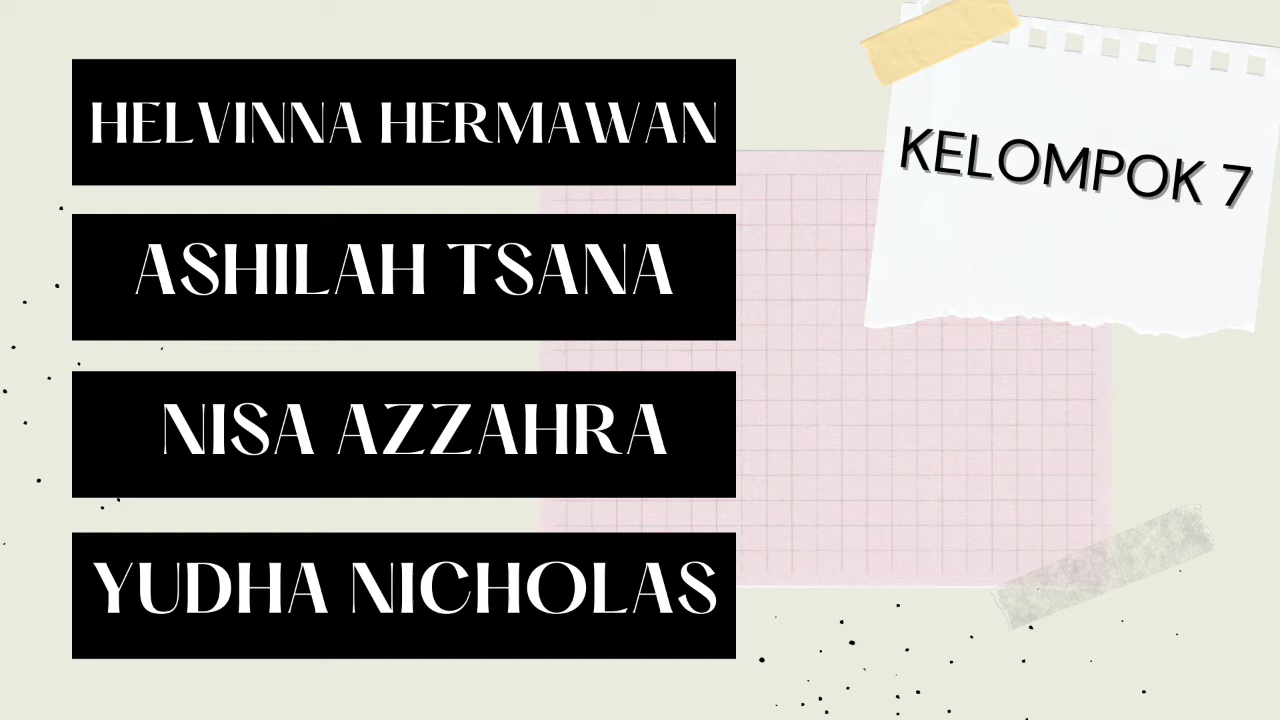 HELVINNA HERMAWAN
ASHILAH TSANA
NISA AZZAHRA
YUDHA NICHOLAS
KELOMPOK 7